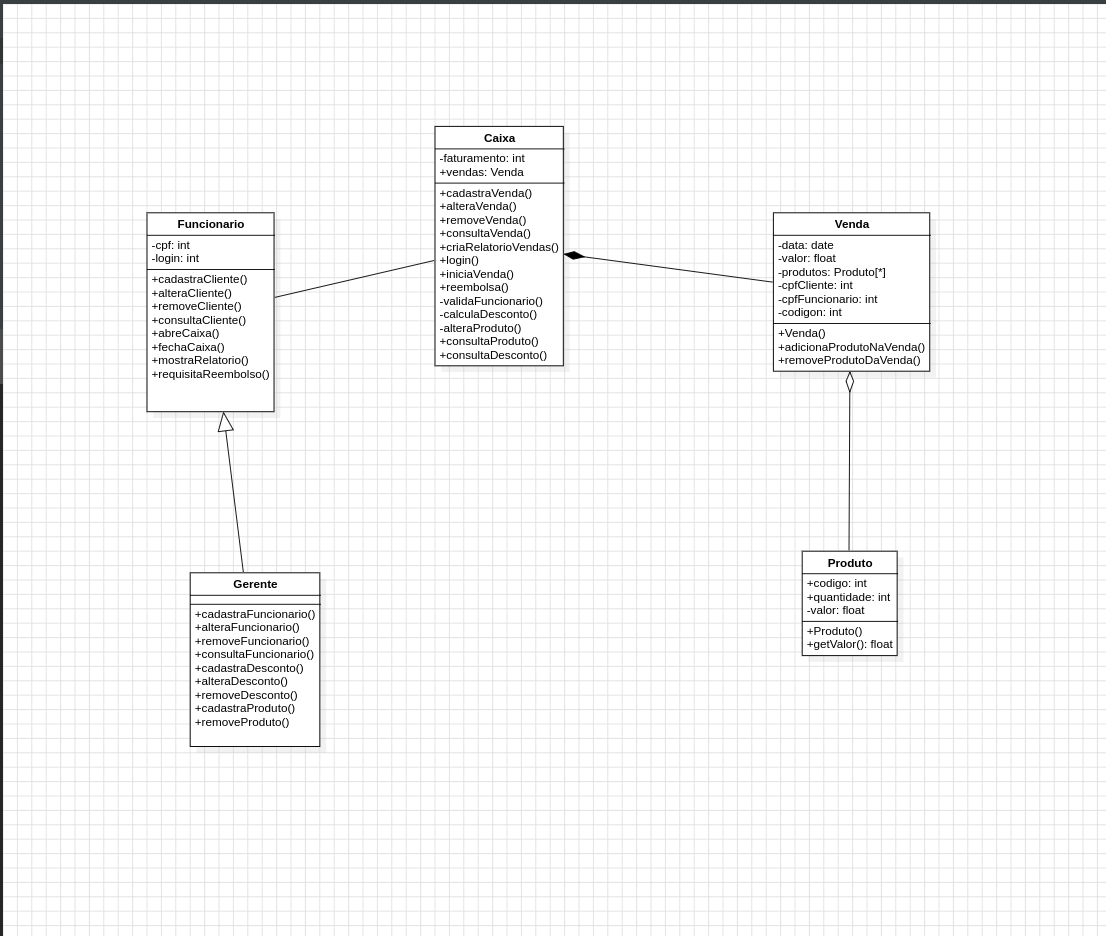 Caixa
-faturamento: int
+vendas: Venda
+cadastraVenda()
+alteraVenda()
+removeVenda()
+consultaVenda()
+criaRelatorioVendas()
+login()
+iniciaVenda()
+reembolsa()
-validaFuncionario()
-calculaDesconto()
-alteraProduto()
+consultaProduto()
+consultaDesconto()
Funcionario
-cpf: int
-login: int
+cadastraCliente()
+alteraCliente()
+removeCliente()
+consultaCliente()
+abreCaixa()
+fechaCaixa()
+mostraRelatorio()
+requisitaReembolso()
Venda
-data: date
-valor: float
-produtos: Produto[*]
-cpfCliente: int
-cpfFuncionario: int
-codigon: int
+Venda()
+adicionaProdutoNaVenda()
+removeProdutoDaVenda()
Gerente
+cadastraFuncionario()
+alteraFuncionario()
+removeFuncionario()
+consultaFuncionario()
+cadastraDesconto()
+alteraDesconto()
+removeDesconto()
+cadastraProduto()
+removeProduto()
Produto
+codigo: int
+quantidade: int
-valor: float
+Produto()
+getValor(): float